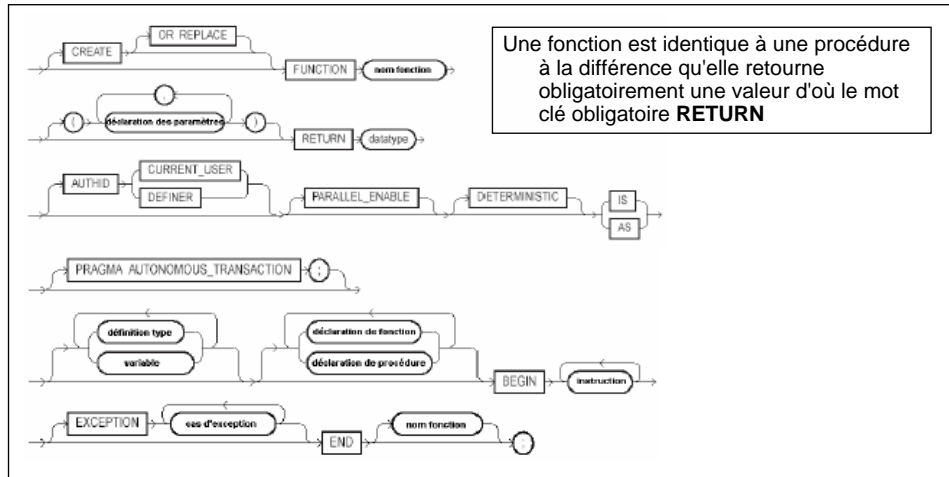 OR REPLACE
CREATE
FUNCTION nom fonction
Une fonction est identique à une procédure
à la différence qu'elle retourne
obligatoirement une valeur d'où le mot
clé obligatoire RETURN
,
( déclaration des paramètres )
RETURN datatype
AUTHID CURRENT_USER
DEFINER
PARALLEL_ENABLE
DETERMINISTIC
IS
AS
PRAGMA AUTONOMOUS_TRANSACTION ;
définition type
variable
déclaration de fonction
déclaration de procédure
BEGIN instruction
EXCEPTION cas d'exception
END nom fonction ;